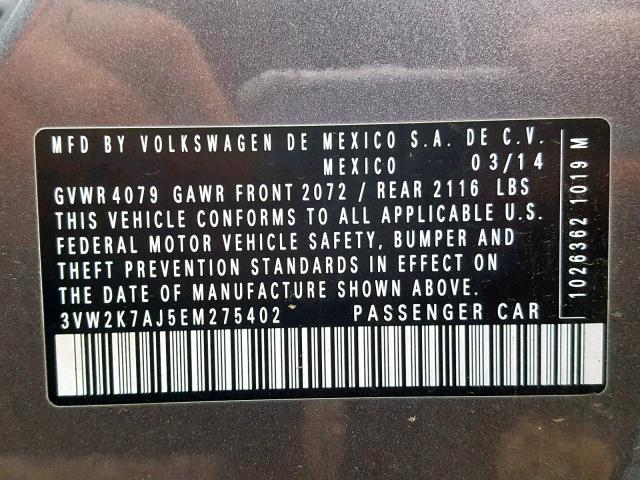 MFD BY VOLKSWAGEN DE MEXICO S.A. DE C.V.
MEXICO 03/14
GVWR 4079 GAWR FRONT 2072 / REAR 2116 LBS
THIS VEHICLE CONFORMS TO ALL APPLICABLE U.S.
FEDERAL MOTOR VEHICLE SAFETY, BUMPER AND
THEFT PREVENTION STANDARDS IN EFFECT ON
THE DATE OF MANUFACTURE SHOWN ABOVE.
3VW2K7AJ5EM275402 PASSENGER CAR
1026362 1019 M